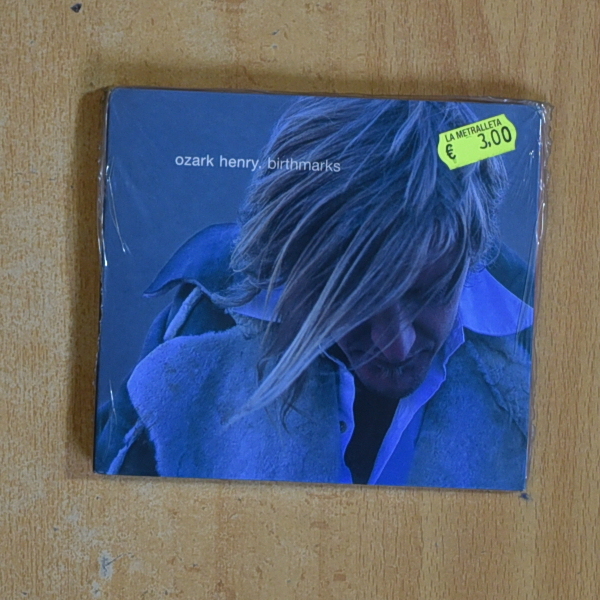 LA METRALLETA
€ 3,00
ozark henry. birthmarks